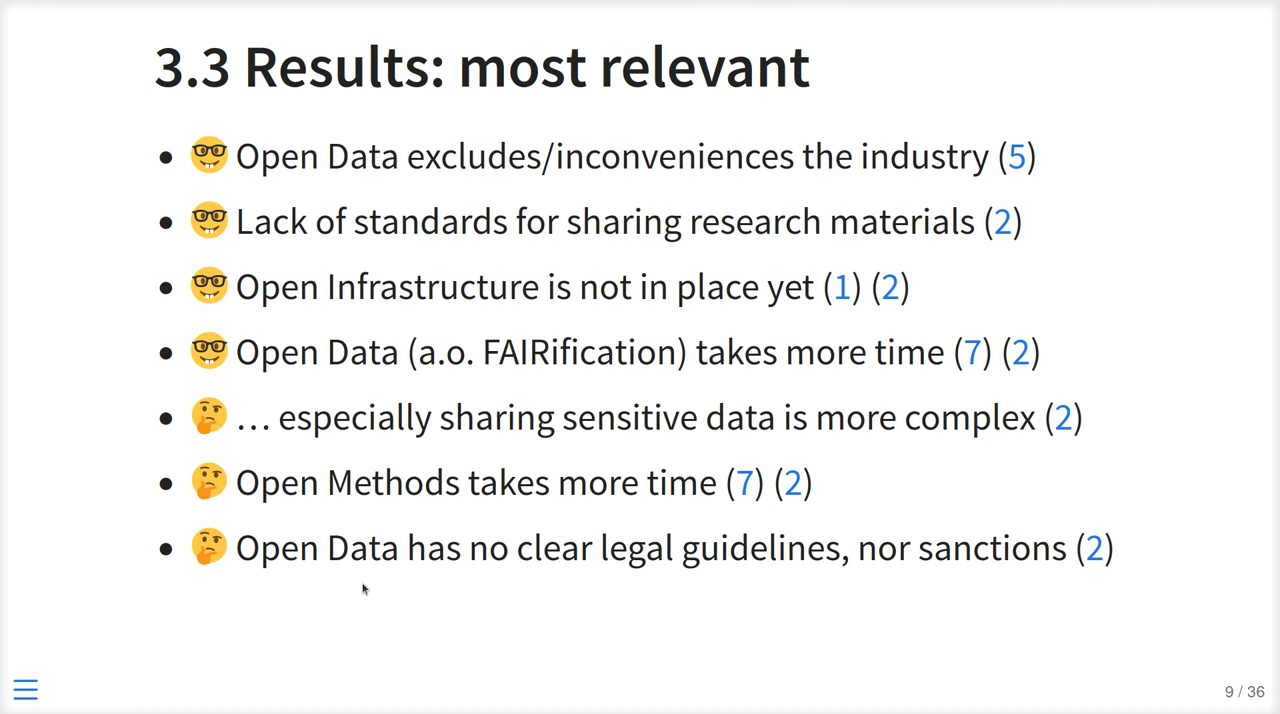 3.3 Results: most relevant
• 🤓 Open Data excludes/inconveniences the industry (5)
• 🤓 Lack of standards for sharing research materials (2)
• 🤓 Open Infrastructure is not in place yet (1) (2)
• 🤓 Open Data (a.o. FAIRification) takes more time (7) (2)
• 🤔 … especially sharing sensitive data is more complex (2)
• 🤔 Open Methods takes more time (7) (2)
• 🤔 Open Data has no clear legal guidelines, nor sanctions (2)
9 / 36